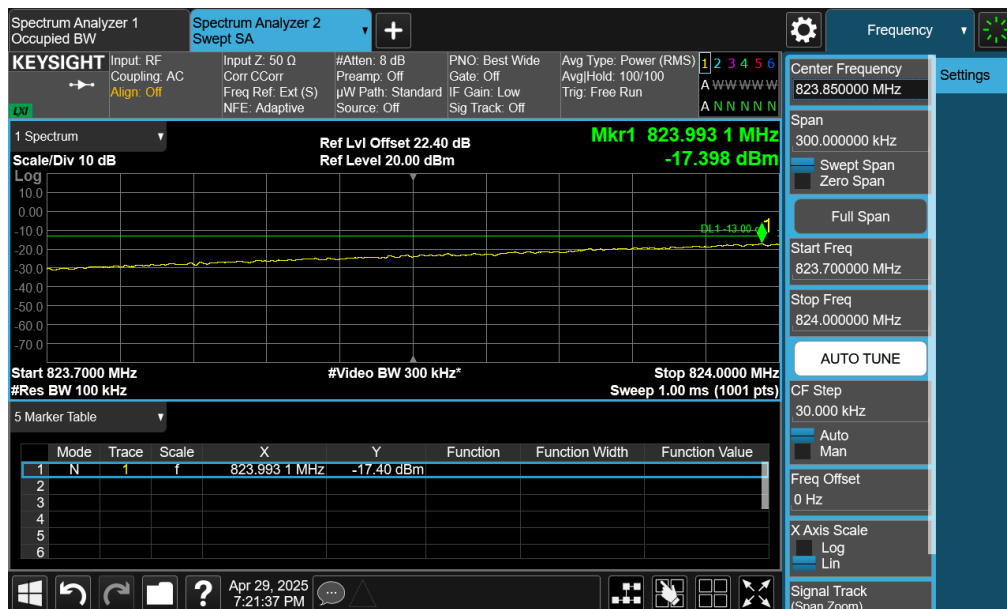 Spectrum Analyzer 1
Occupied BW
Spectrum Analyzer 2
Swept SA
Frequency
KEYSIGHT
LXI
Input: RF
Coupling: AC
Align: Off
Input Z: 50 Ω
Corr CCorr
Freq Ref: Ext (S)
NFE: Adaptive
#Atten: 8 dB
Preamp: Off
µW Path: Standard
Source: Off
PNO: Best Wide
Gate: Off
IF Gain: Low
Sig Track: Off
Avg Type: Power (RMS)
Avg|Hold: 100/100
Trig: Free Run
1 2 3 4 5 6
A W W W W W
A N N N N N
1 Spectrum
Scale/Div 10 dB
Ref Lvl Offset 22.40 dB
Ref Level 20.00 dBm
Mkr1 823.993 1 MHz
-17.398 dBm
Log
10.0
0.00
-10.0
-20.0
-30.0
-40.0
-50.0
-60.0
-70.0
DL1 -13.00
1
Start 823.7000 MHz
#Res BW 100 kHz
#Video BW 300 kHz*
Stop 824.0000 MHz
Sweep 1.00 ms (1001 pts)
5 Marker Table
Mode Trace Scale X Y Function Function Width Function Value
1 N 1 f 823.993 1 MHz -17.40 dBm
2
3
4
5
6
Center Frequency
823.850000 MHz
Settings
Span
300.000000 kHz
Swept Span
Zero Span
Full Span
Start Freq
823.700000 MHz
Stop Freq
824.000000 MHz
AUTO TUNE
CF Step
30.000 kHz
Auto
Man
Freq Offset
0 Hz
X Axis Scale
Log
Lin
Signal Track
(Span Zoom)
?
Apr 29, 2025
7:21:37 PM